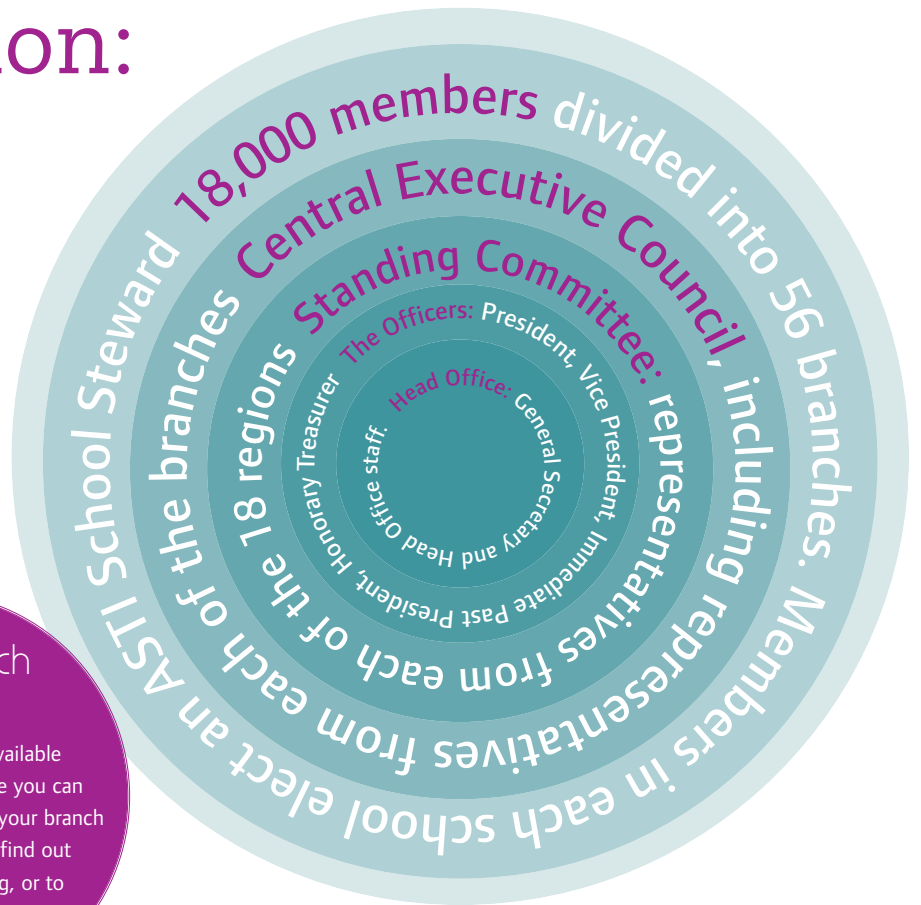 18,000 members divided into 56 branches. Members in each school elect an ASTI School Steward
Central Executive Council, including representatives from each of the branches
Standing Committee: representatives from each of the 18 regions
The Officers: President, Vice President, Immediate Past President, Honorary Treasurer
Head Office: General Secretary and Head Office staff.
vailable
e you can
your branch
find out
g, or to